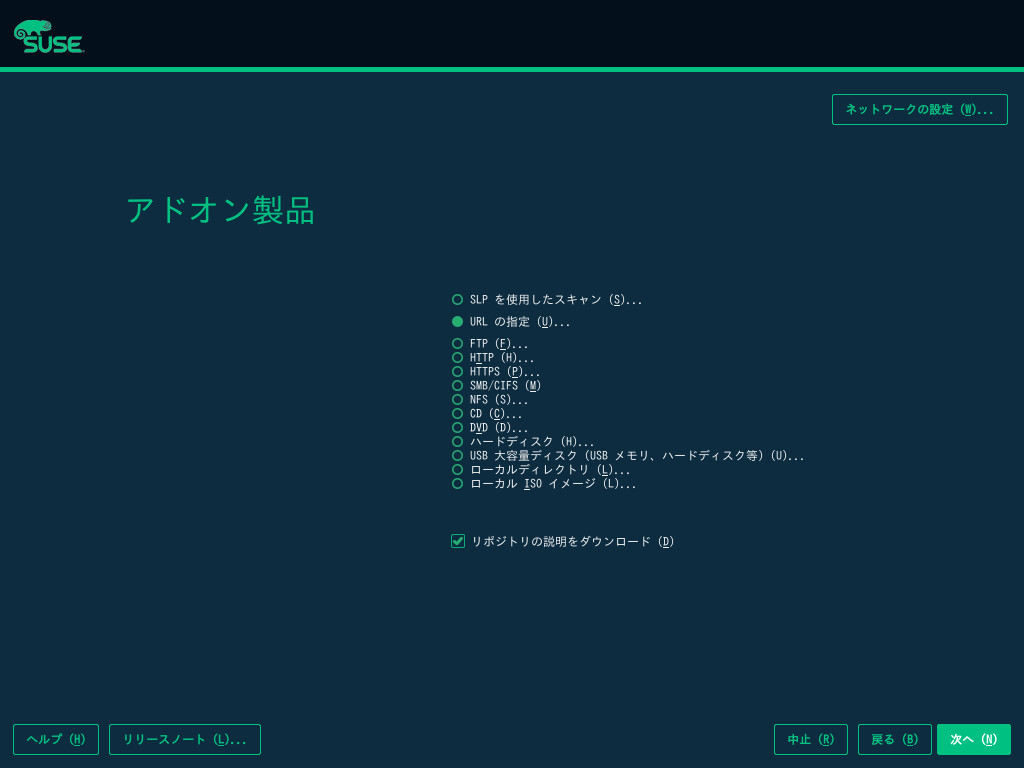 SUSE
ネットワークの設定 (W)...
アドオン製品
SLP を使用したスキャン (S)...
URL の指定 (U)...
FTP (F)...
HTTP (H)...
HTTPS (P)...
SMB/CIFS (M)
NFS (S)...
CD (C)...
DVD (D)...
ハードディスク (H)...
USB 大容量ディスク (USB メモリ、ハードディスク等) (U)...
ローカルディレクトリ (L)...
ローカル ISO イメージ (L)...
リポジトリの説明をダウンロード (D)
ヘルプ (H) リリースノート (L)... 中止 (R) 戻る (B) 次へ (N)